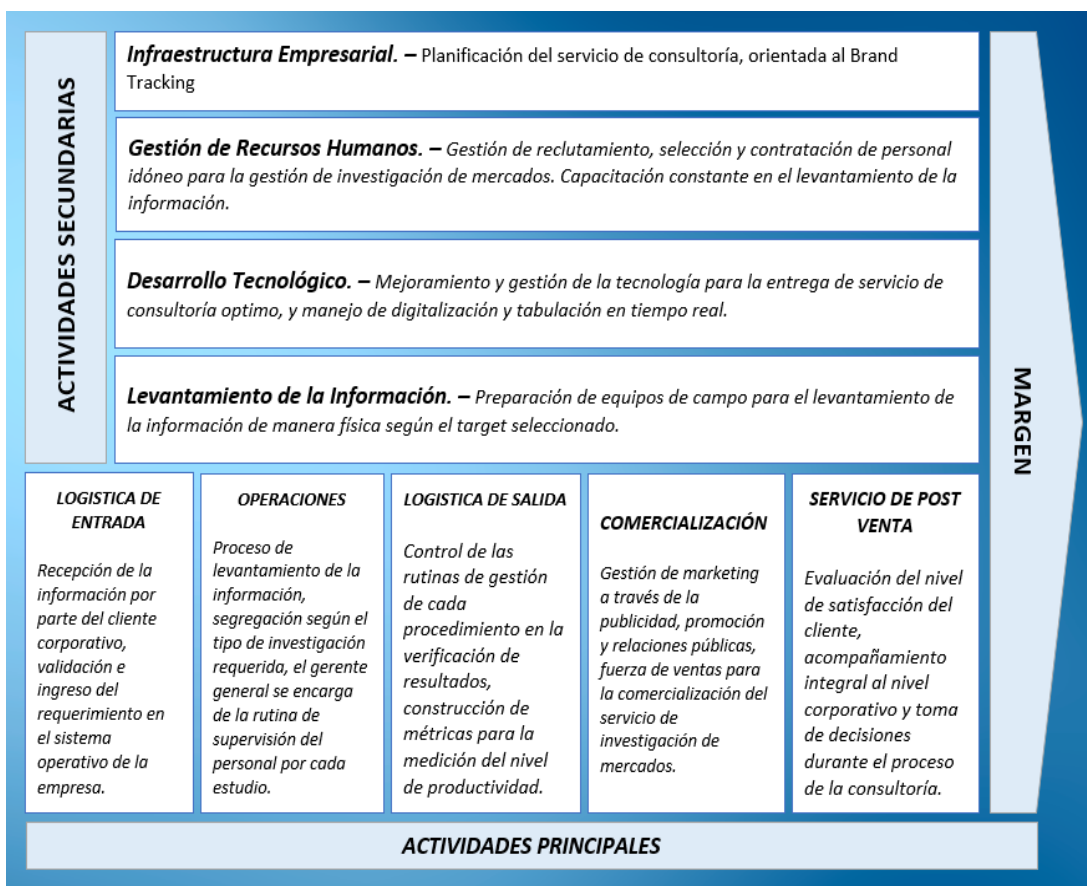 ACTIVIDADES SECUNDARIAS
Infraestructura Empresarial. – Planificación del servicio de consultoría, orientada al Brand
Tracking
Gestión de Recursos Humanos. – Gestión de reclutamiento, selección y contratación de personal
idóneo para la gestión de investigación de mercados. Capacitación constante en el levantamiento de la
información.
Desarrollo Tecnológico. – Mejoramiento y gestión de la tecnología para la entrega de servicio de
consultoría optimo, y manejo de digitalización y tabulación en tiempo real.
Levantamiento de la Información. – Preparación de equipos de campo para el levantamiento de
la información de manera física según el target seleccionado.
MARGEN
LOGISTICA DE
ENTRADA
Recepción de la
información por
parte del cliente
corporativo,
validación e
ingreso del
requerimiento en
el sistema
operativo de la
empresa.
OPERACIONES
Proceso de
levantamiento de la
información,
segregación según el
tipo de investigación
requerida, el gerente
general se encarga
de la rutina de
supervisión del
personal por cada
estudio.
LOGISTICA DE SALIDA
Control de las
rutinas de gestión
de cada
procedimiento en la
verificación de
resultados,
construcción de
métricas para la
medición del nivel
de productividad.
COMERCIALIZACIÓN
Gestión de marketing
a través de la
publicidad, promoción
y relaciones públicas,
fuerza de ventas para
la comercialización del
servicio de
investigación de
mercados.
SERVICIO DE POST
VENTA
Evaluación del nivel
de satisfacción del
cliente,
acompañamiento
integral al nivel
corporativo y toma
de decisiones
durante el proceso
de la consultoría.
ACTIVIDADES PRINCIPALES